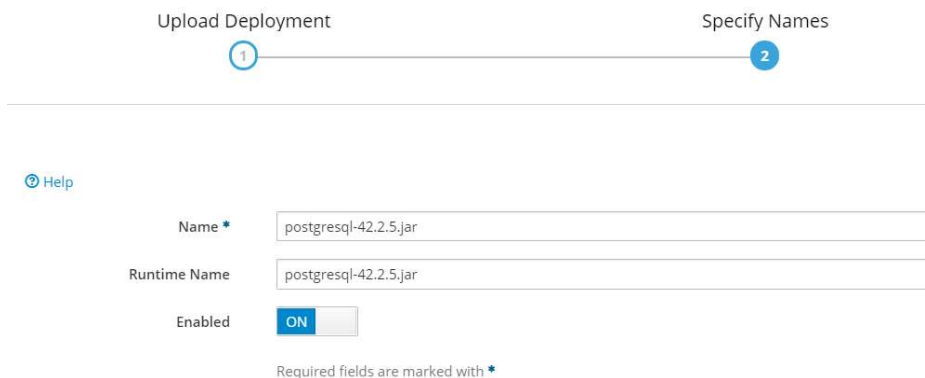 Upload Deployment Specify Names
1 2
Help
Name *
postgresql-42.2.5.jar
Runtime Name
postgresql-42.2.5.jar
Enabled
ON
Required fields are marked with *